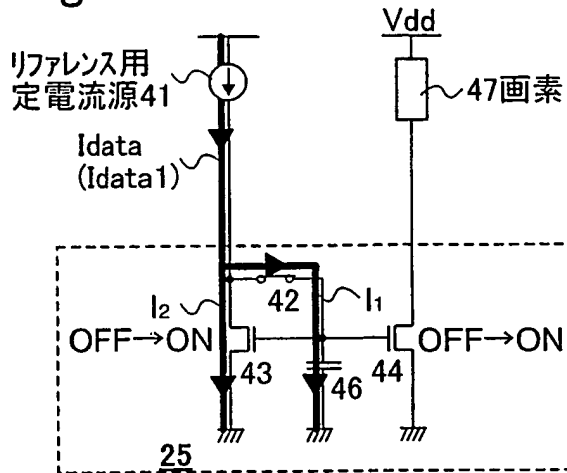 Vdd
リファレンス用
定電流源41
47画素
Idata
(Idata1)
42
I₂
I₁
OFF→ON
43
46
44
OFF→ON
25